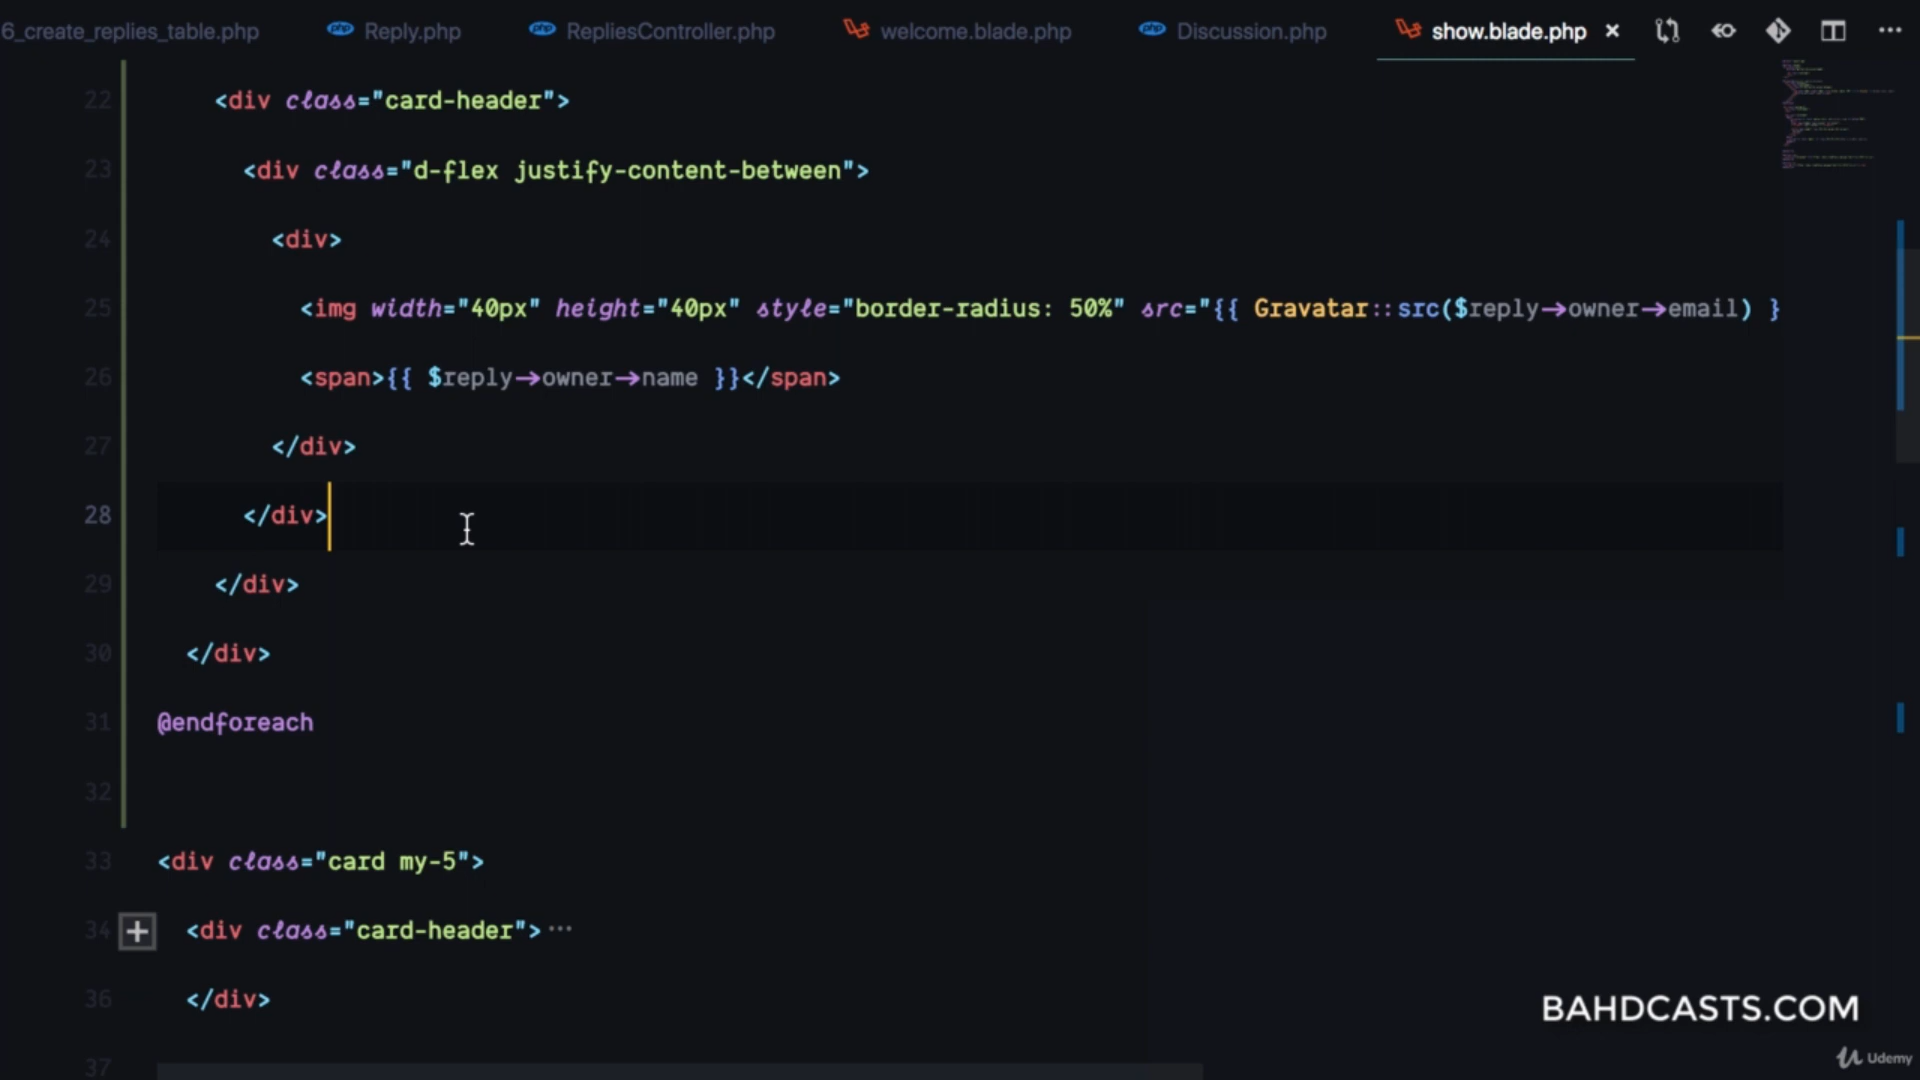 6_create_replies_table.php
php Reply.php
php RepliesController.php
welcome.blade.php
php Discussion.php
show.blade.php ×
22 <div class="card-header">
23 <div class="d-flex justify-content-between">
24 <div>
25 <img width="40px" height="40px" style="border-radius: 50%" src="{{ Gravatar::src($reply->owner->email) }
26 <span>{{ $reply->owner->name }}</span>
27 </div>
28 </div>
29 </div>
30 </div>
31 @endforeach
32
33 <div class="card my-5">
34 <div class="card-header">···
36 </div>
37
BAHDCASTS.COM
Udemy